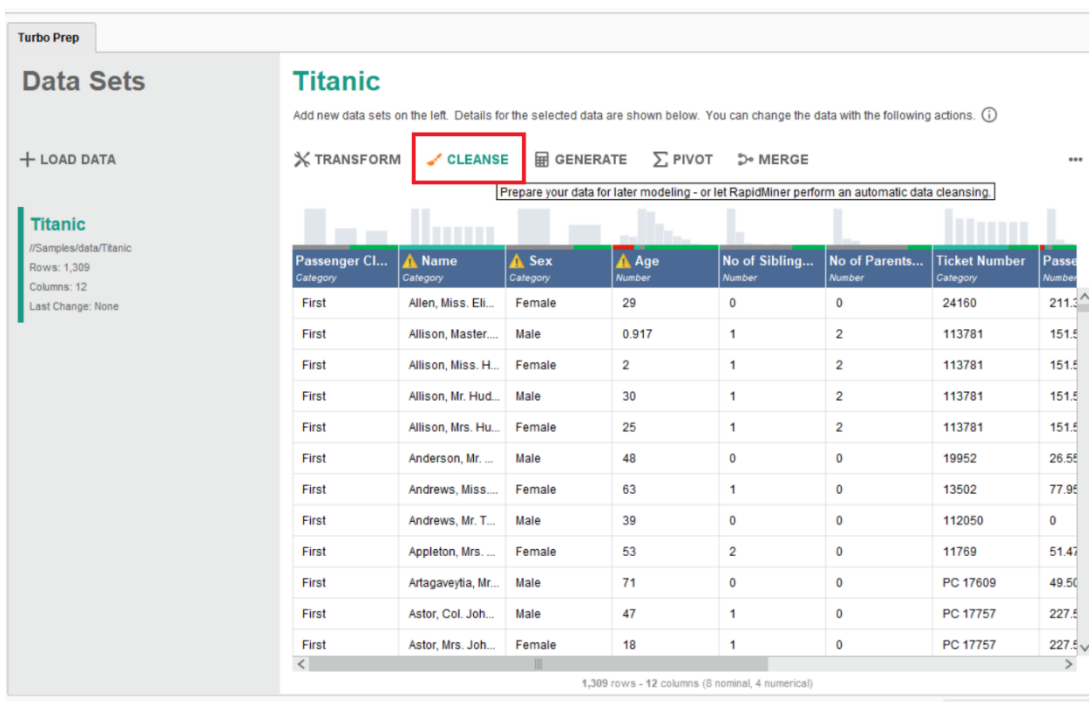 Turbo Prep
Data Sets
Titanic
Add new data sets on the left. Details for the selected data are shown below. You can change the data with the following actions.
+ LOAD DATA
TRANSFORM CLEANSE GENERATE PIVOT MERGE ...
Prepare your data for later modeling - or let RapidMiner perform an automatic data cleansing.
Titanic
//Samples/data/Titanic
Rows: 1,309
Columns: 12
Last Change: None
Passenger Cl... Name Sex Age No of Sibling... No of Parents... Ticket Number Passe
Category Category Category Number Number Number Category Number
First Allen, Miss. Eli... Female 29 0 0 24160 211.3
First Allison, Master.... Male 0.917 1 2 113781 151.5
First Allison, Miss. H... Female 2 1 2 113781 151.5
First Allison, Mr. Hud... Male 30 1 2 113781 151.5
First Allison, Mrs. Hu... Female 25 1 2 113781 151.5
First Anderson, Mr. ... Male 48 0 0 19952 26.55
First Andrews, Miss.... Female 63 1 0 13502 77.95
First Andrews, Mr. T... Male 39 0 0 112050 0
First Appleton, Mrs. ... Female 53 2 0 11769 51.47
First Artagaveytia, Mr... Male 71 0 0 PC 17609 49.50
First Astor, Col. Joh... Male 47 1 0 PC 17757 227.5
First Astor, Mrs. Joh... Female 18 1 0 PC 17757 227.5
1,309 rows - 12 columns (8 nominal, 4 numerical)